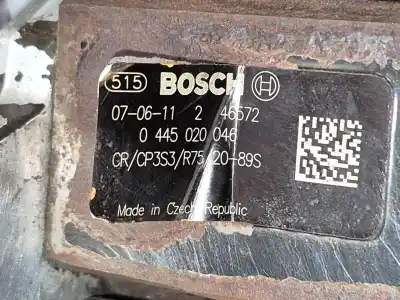 515 BOSCH
07-06-11 2 46572
0 445 020 046
CR/CP3S3/R75/20-89S
Made in Czech Republic